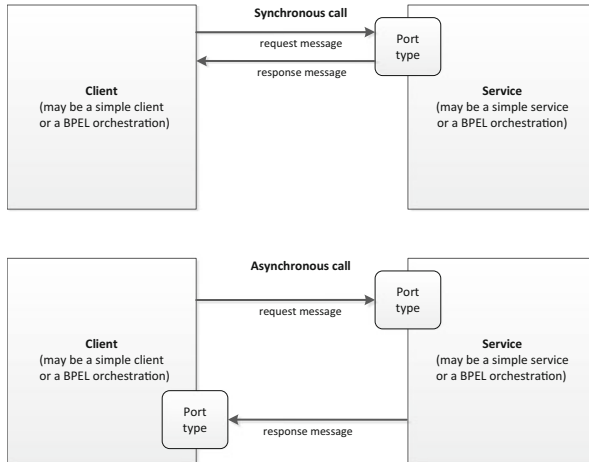 Synchronous call
request message
Port
type
response message
Client
(may be a simple client
or a BPEL orchestration)
Service
(may be a simple service
or a BPEL orchestration)
Asynchronous call
request message
Port
type
Client
(may be a simple client
or a BPEL orchestration)
Service
(may be a simple service
or a BPEL orchestration)
Port
type
response message